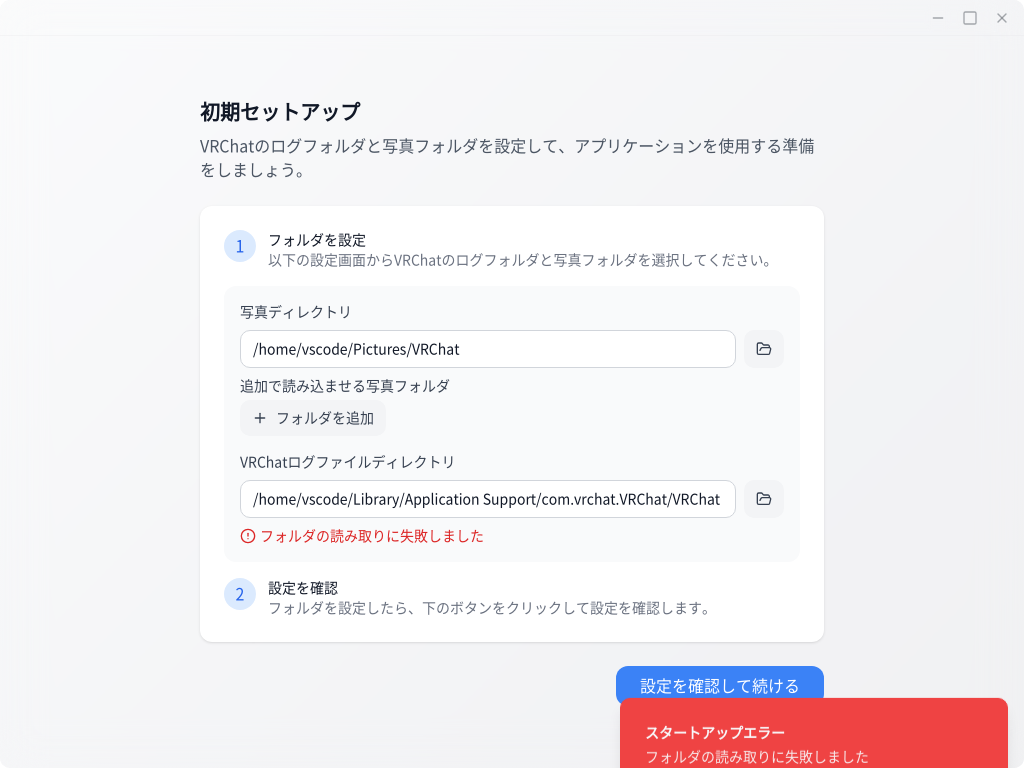 初期セットアップ
VRChatのログフォルダと写真フォルダを設定して、アプリケーションを使用する準備
をしましょう。
1
フォルダを設定
以下の設定画面からVRChatのログフォルダと写真フォルダを選択してください。
写真ディレクトリ
/home/vscode/Pictures/VRChat
追加で読み込ませる写真フォルダ
+ フォルダを追加
VRChatログファイルディレクトリ
/home/vscode/Library/Application Support/com.vrchat.VRChat/VRChat
フォルダの読み取りに失敗しました
2
設定を確認
フォルダを設定したら、下のボタンをクリックして設定を確認します。
設定を確認して続ける
スタートアップエラー
フォルダの読み取りに失敗しました